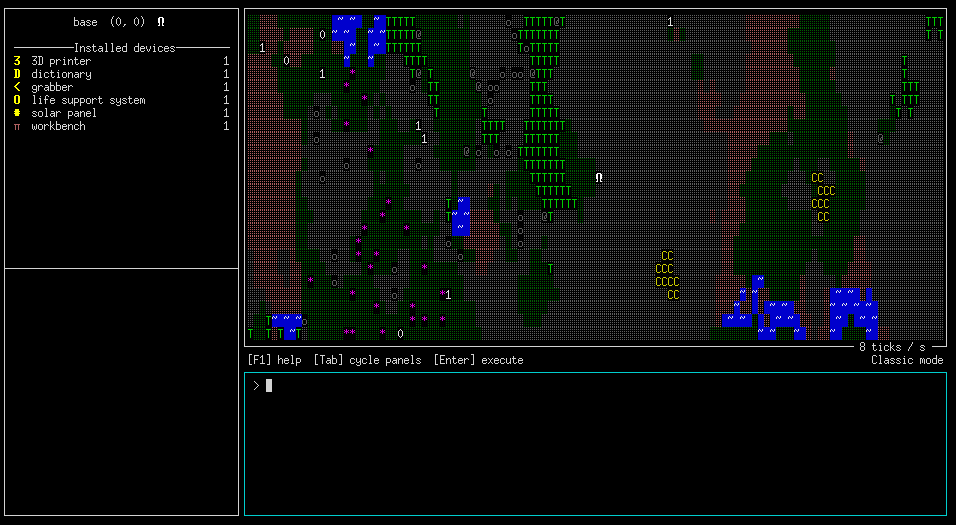 base (0, 0) Ω
Installed devices
3 3D printer 1
D dictionary 1
< grabber 1
O life support system 1
# solar panel 1
π workbench 1
8 ticks / s
[F1] help [Tab] cycle panels [Enter] execute Classic mode
>